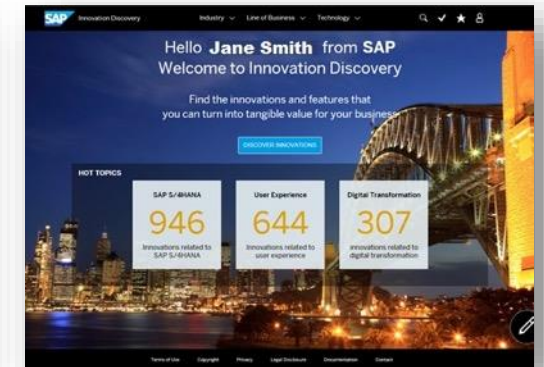 SAP Innovation Discovery Industry Line of Business Technology
Hello Jane Smith from SAP
Welcome to Innovation Discovery
Find the innovations and features that
you can turn into tangible value for your business
DISCOVER INNOVATIONS
HOT TOPICS
SAP S/4HANA
946
Innovations related to
SAP S/4HANA
User Experience
644
Innovations related to
user experience
Digital Transformation
307
innovations related to
digital transformation
Terms of Use Copyright Privacy Legal Disclosure Documentation Contact